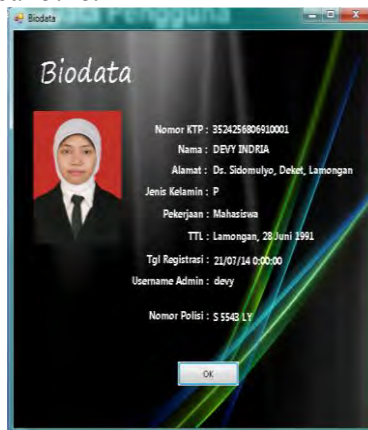 Biodata
Biodata
Nomor KTP : 3524256806910001
Nama : DEVY INDRIA
Alamat : Ds. Sidomulyo, Deket, Lamongan
Jenis Kelamin : P
Pekerjaan : Mahasiswa
TTL : Lamongan, 28 Juni 1991
Tgl Registrasi : 21/07/14 0:00:00
Username Admin : devy
Nomor Polisi : S 5543 LY
OK